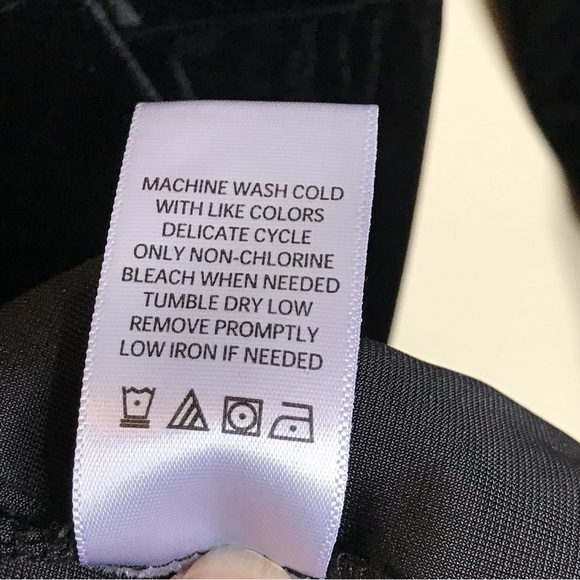 MACHINE WASH COLD
WITH LIKE COLORS
DELICATE CYCLE
ONLY NON-CHLORINE
BLEACH WHEN NEEDED
TUMBLE DRY LOW
REMOVE PROMPTLY
LOW IRON IF NEEDED